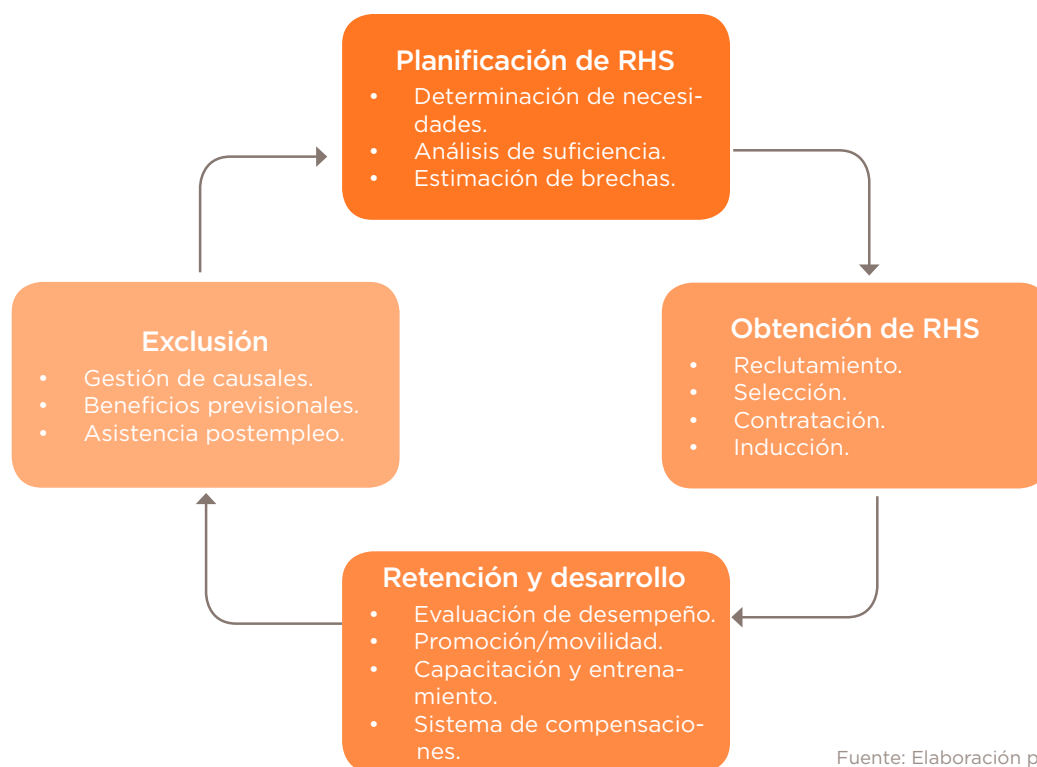 Planificación de RHS
• Determinación de necesi-
dades.
• Análisis de suficiencia.
• Estimación de brechas.
Exclusión
• Gestión de causales.
• Beneficios previsionales.
• Asistencia postempleo.
Obtención de RHS
• Reclutamiento.
• Selección.
• Contratación.
• Inducción.
Retención y desarrollo
• Evaluación de desempeño.
• Promoción/movilidad.
• Capacitación y entrena-
miento.
• Sistema de compensacio-
nes.
Fuente: Elaboración